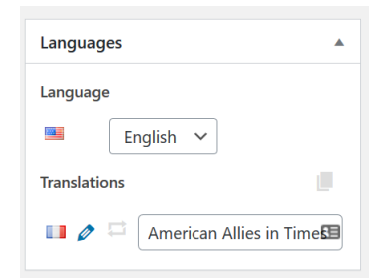 Languages
Language
English
Translations
American Allies in Times